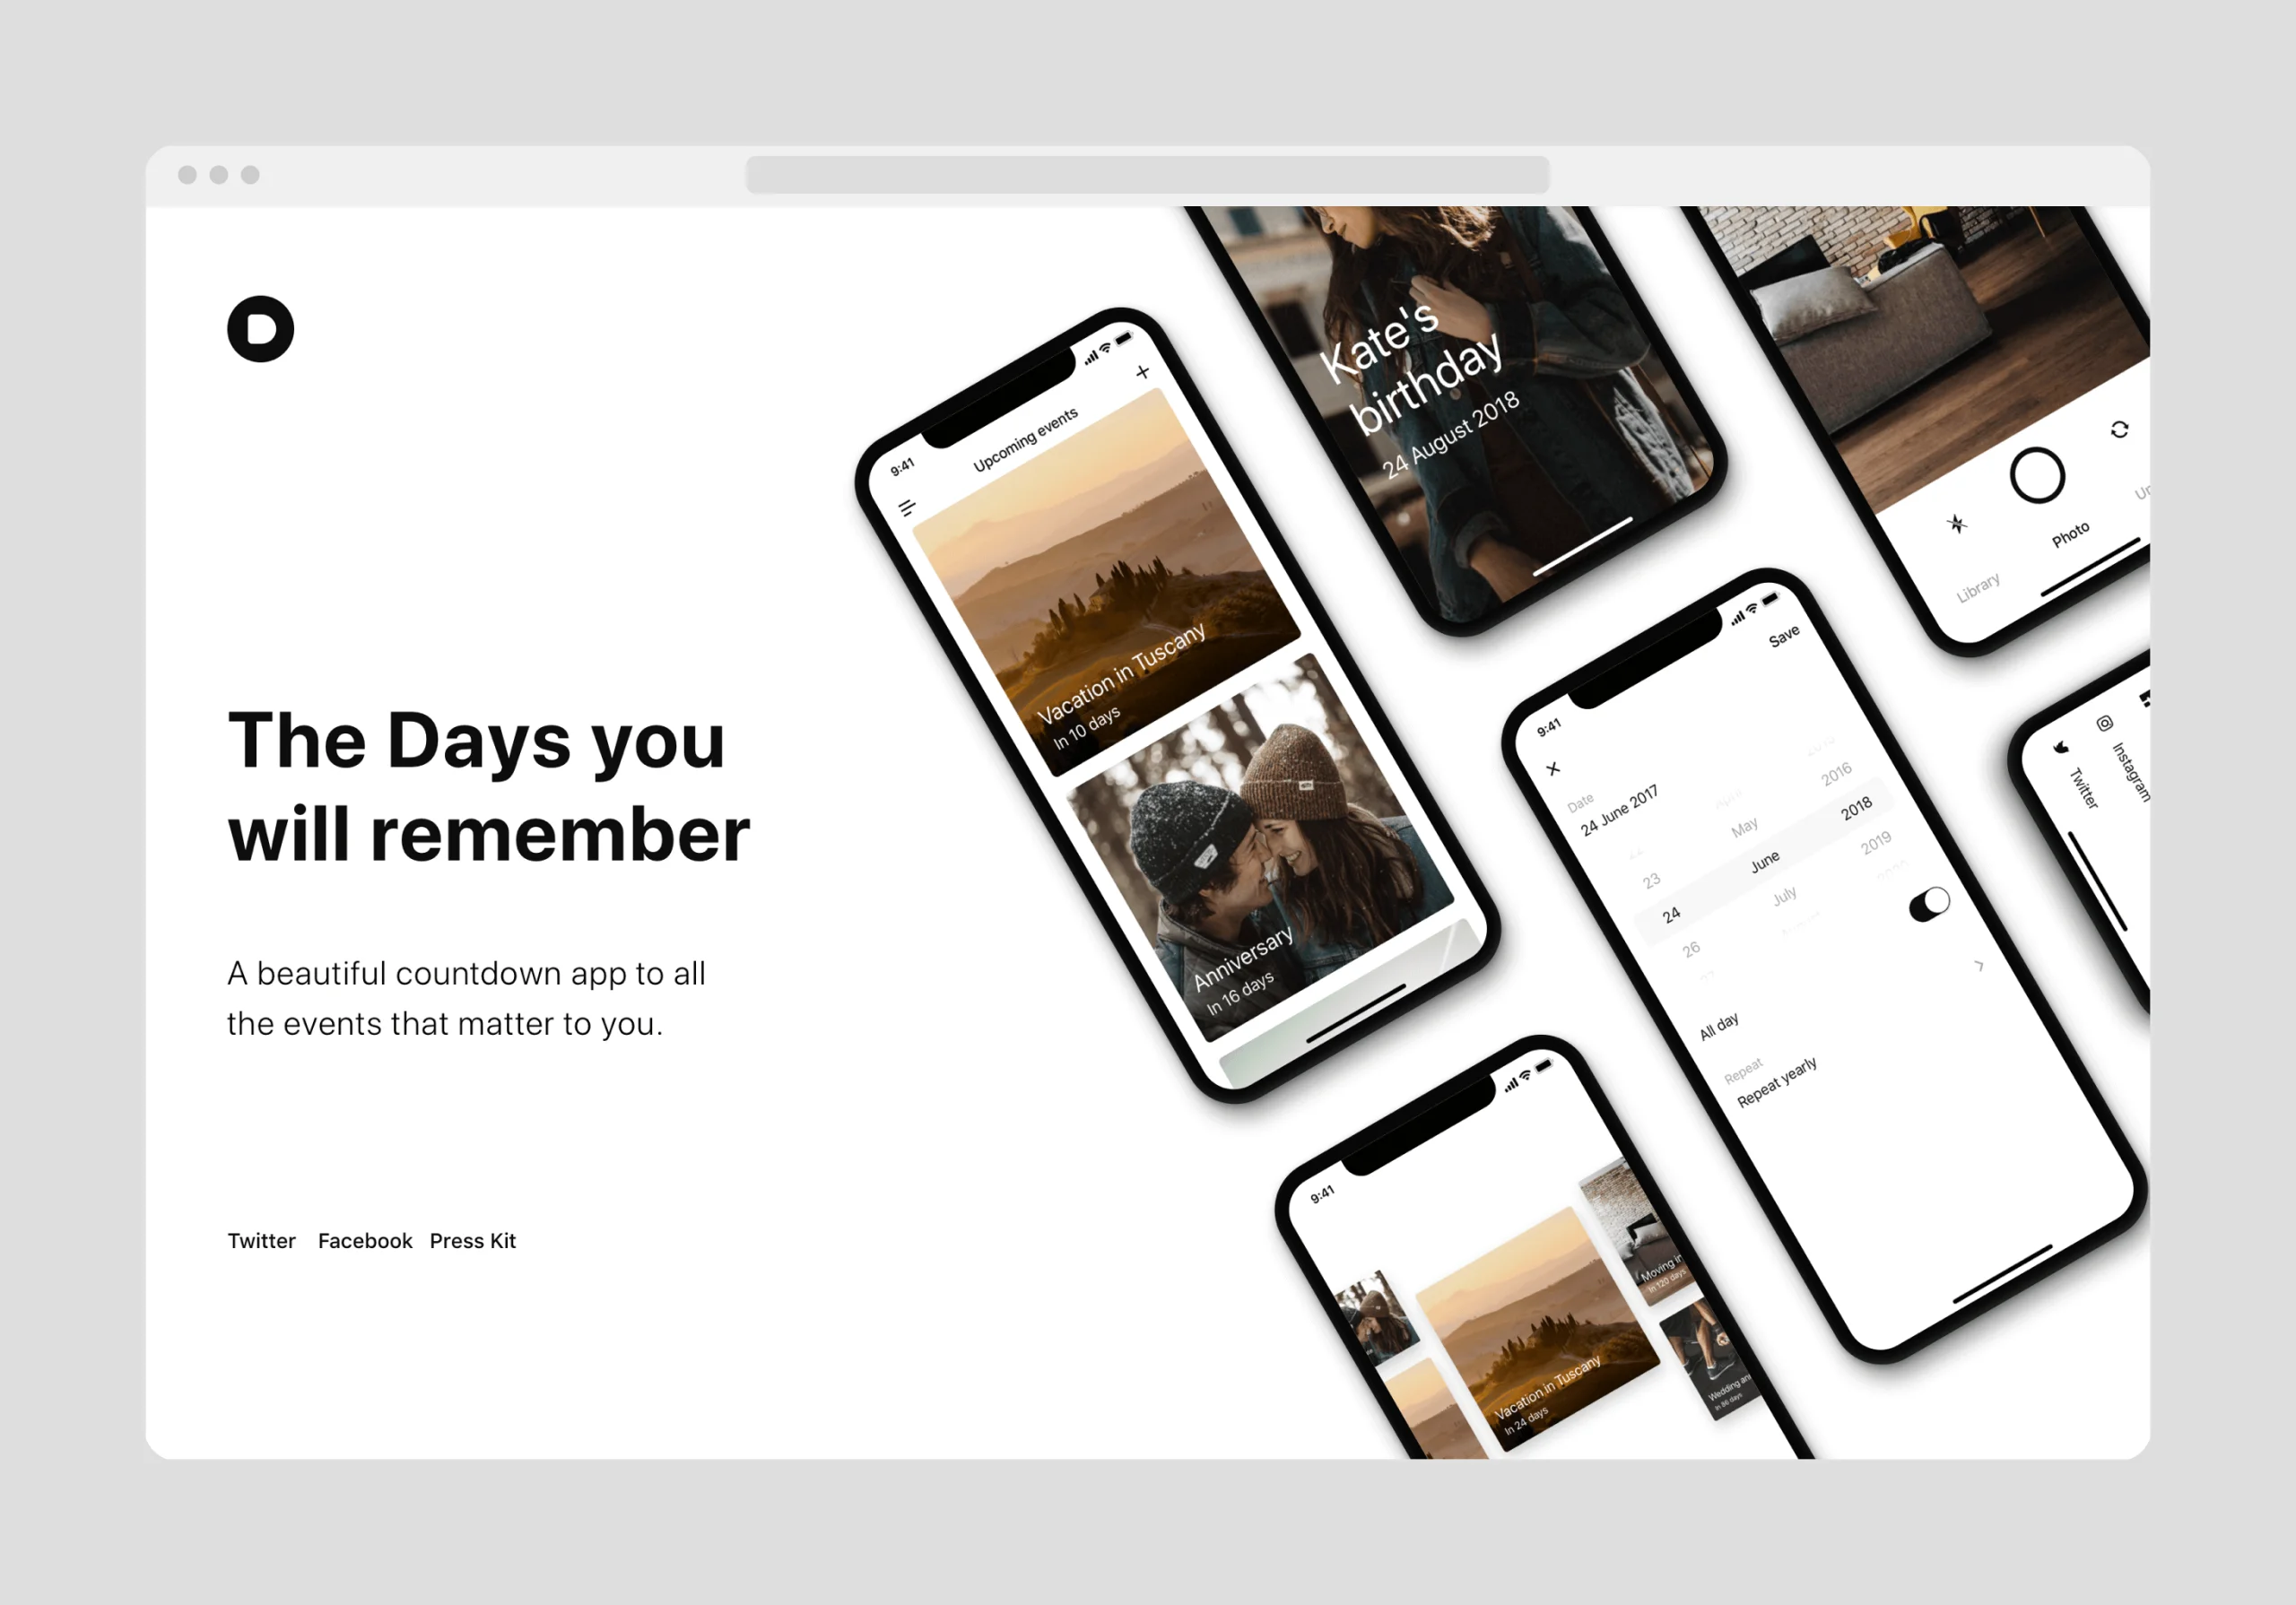 The Days you
will remember
A beautiful countdown app to all
the events that matter to you.
Twitter Facebook Press Kit
9:41
Upcoming events
Vacation in Tuscany
In 10 days
Anniversary
In 16 days
Kate's
birthday
24 August 2018
Library Photo
9:41
Save
Date
24 June 2017
23 May 2016
24 June 2018
26 July 2019
All day
Repeat
Repeat yearly
Twitter
Instagram
9:41
Vacation in Tuscany
In 24 days
Moving in
In 120 days
Wedding
In 86 days